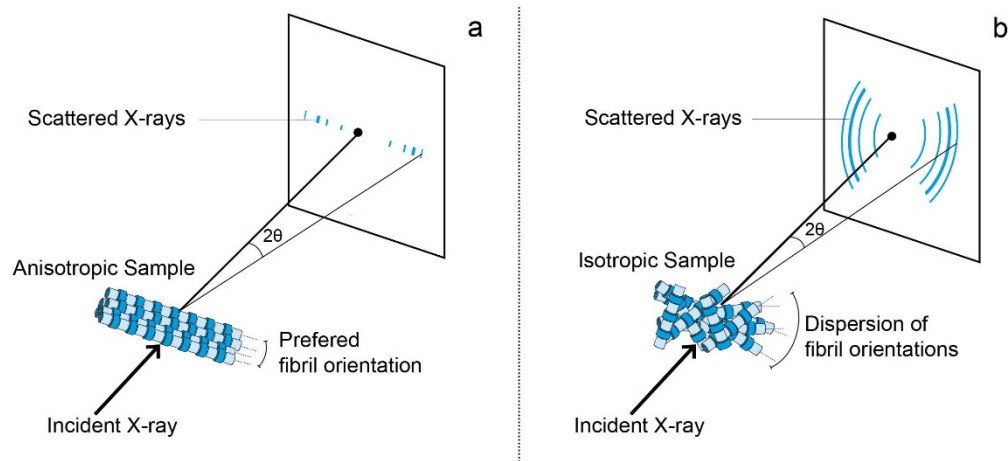 a
Scattered X-rays
2θ
Anisotropic Sample
Prefered
fibril orientation
Incident X-ray
b
Scattered X-rays
2θ
Isotropic Sample
Dispersion of
fibril orientations
Incident X-ray